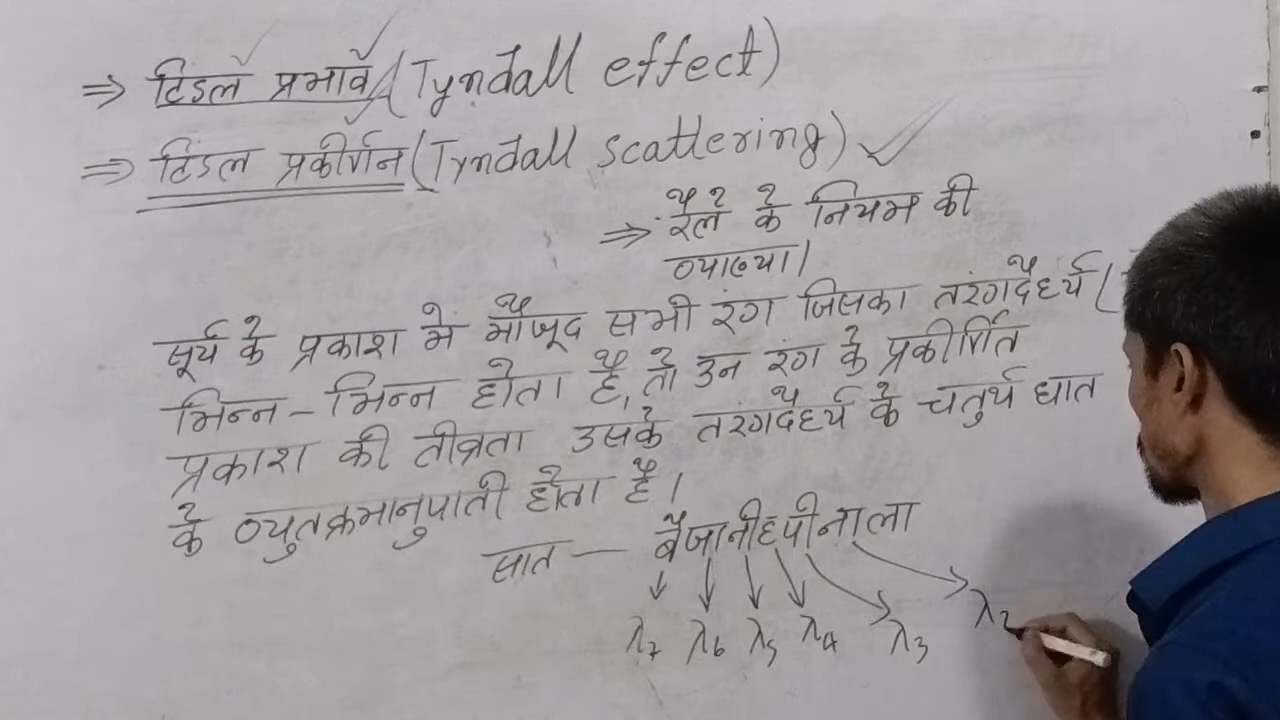 ⇒ टिंडल प्रभाव (Tyndall effect)
⇒ टिंडल प्रकीर्णन (Tyndall scattering)
⇒ रैले के नियम की
व्याख्या।
सूर्य के प्रकाश में मौजूद सभी रंग जिसका तरंगदैर्ध्य (
भिन्न - भिन्न होता है, तो उन रंग के प्रकीर्णित
प्रकाश की तीव्रता उसके तरंगदैर्ध्य के चतुर्थ घात
के व्युतक्रमानुपाती होता है।
सात — बैजानीहपीनाला
λ7 λ6 λ5 λ4 λ3 λ2